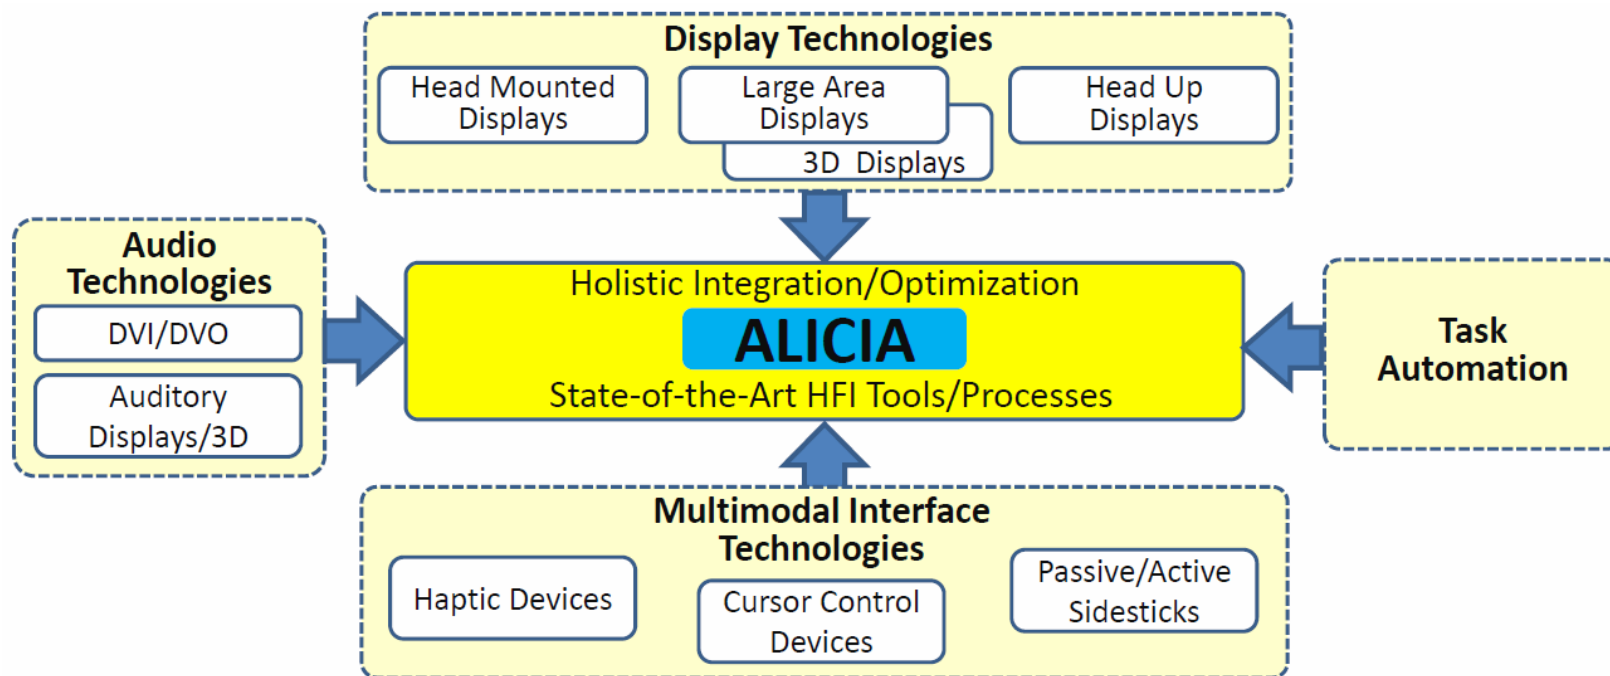 Display Technologies
Head Mounted
Displays
Large Area
Displays
3D Displays
Head Up
Displays
Audio
Technologies
DVI/DVO
Auditory
Displays/3D
Holistic Integration/Optimization
ALICIA
State-of-the-Art HFI Tools/Processes
Task
Automation
Multimodal Interface
Technologies
Haptic Devices
Cursor Control
Devices
Passive/Active
Sidesticks